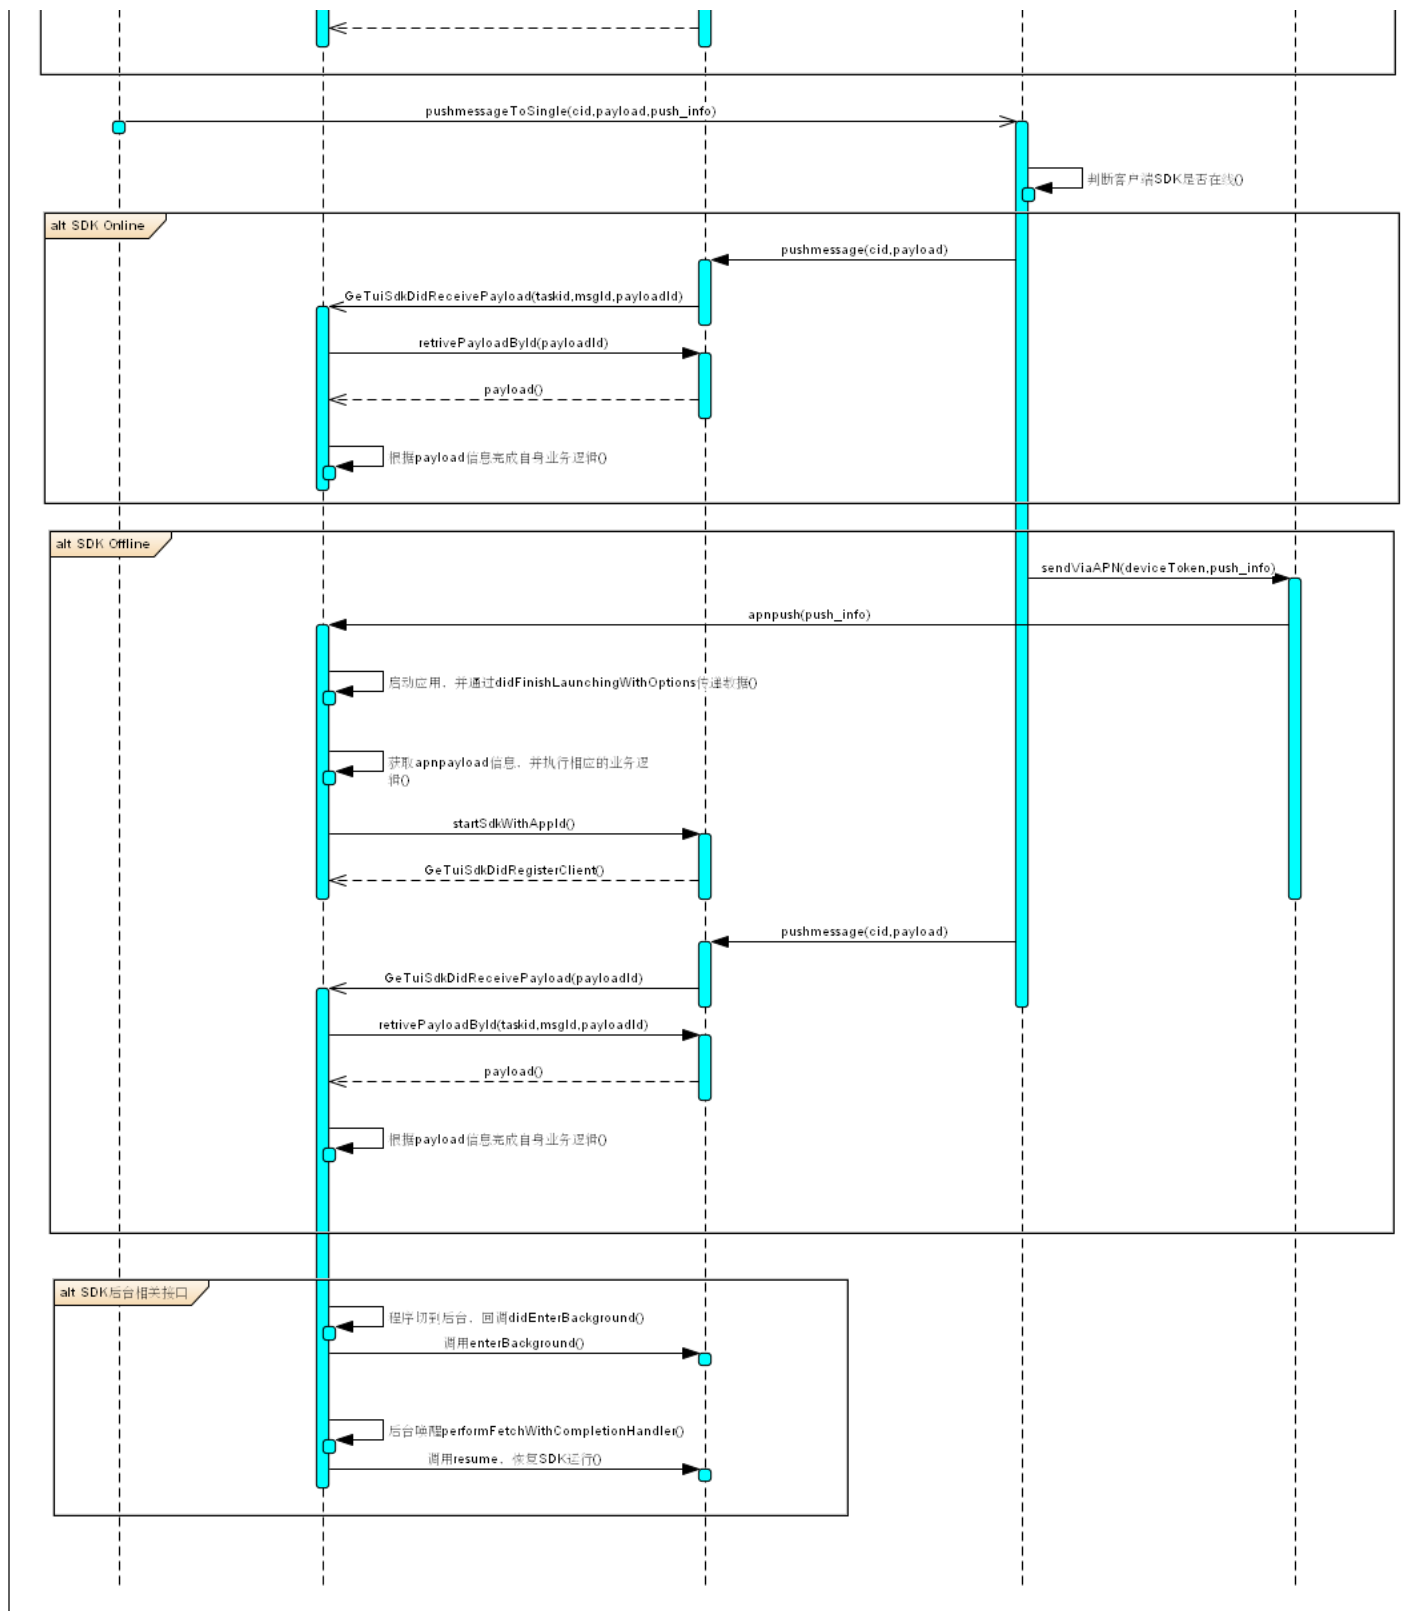 pushmessageToSingle(cid,payload,push_info)
判断客户端SDK是否在线()
alt SDK Online
pushmessage(cid,payload)
GeTuiSdkDidReceivePayload(taskid,msgId,payloadId)
retrivePayloadById(payloadId)
payload()
根据payload信息完成自身业务逻辑()
alt SDK Offline
sendViaAPN(deviceToken,push_info)
apnpush(push_info)
启动应用、并通过didFinishLaunchingWithOptions传递数据()
获取apnpayload信息、并执行相应的业务逻
辑()
startSdkWithAppId()
GeTuiSdkDidRegisterClient()
pushmessage(cid,payload)
GeTuiSdkDidReceivePayload(payloadId)
retrivePayloadById(taskid,msgId,payloadId)
payload()
根据payload信息完成自身业务逻辑()
alt SDK后台相关接口
程序切到后台、回调didEnterBackground()
调用enterBackground()
后台唤醒performFetchWithCompletionHandler()
调用resume、恢复SDK运行()